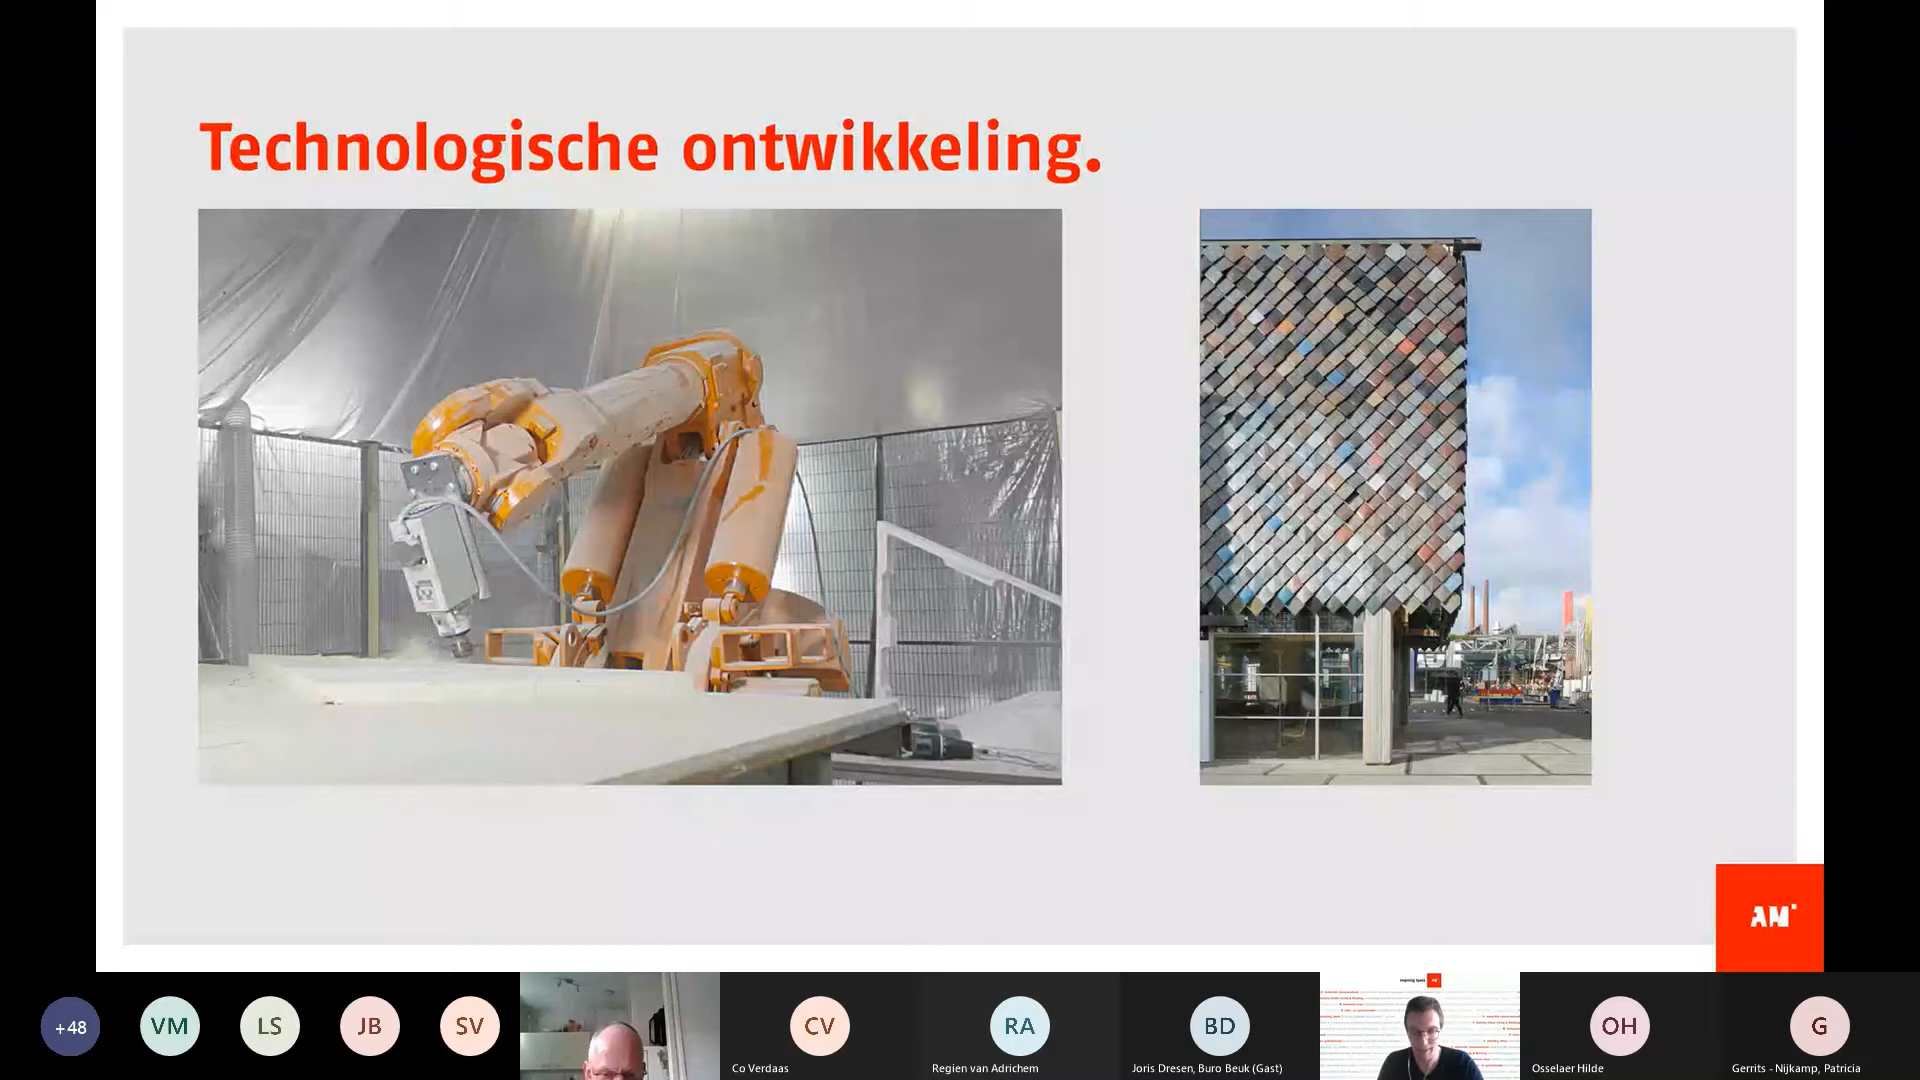 Technologische ontwikkeling.
AM
+48
VM
LS
JB
SV
CV
Co Verdaas
RA
Regien van Adrichem
BD
Joris Dresen, Buro Beuk (Gast)
OH
Osselaer Hilde
G
Gerrits - Nijkamp, Patricia